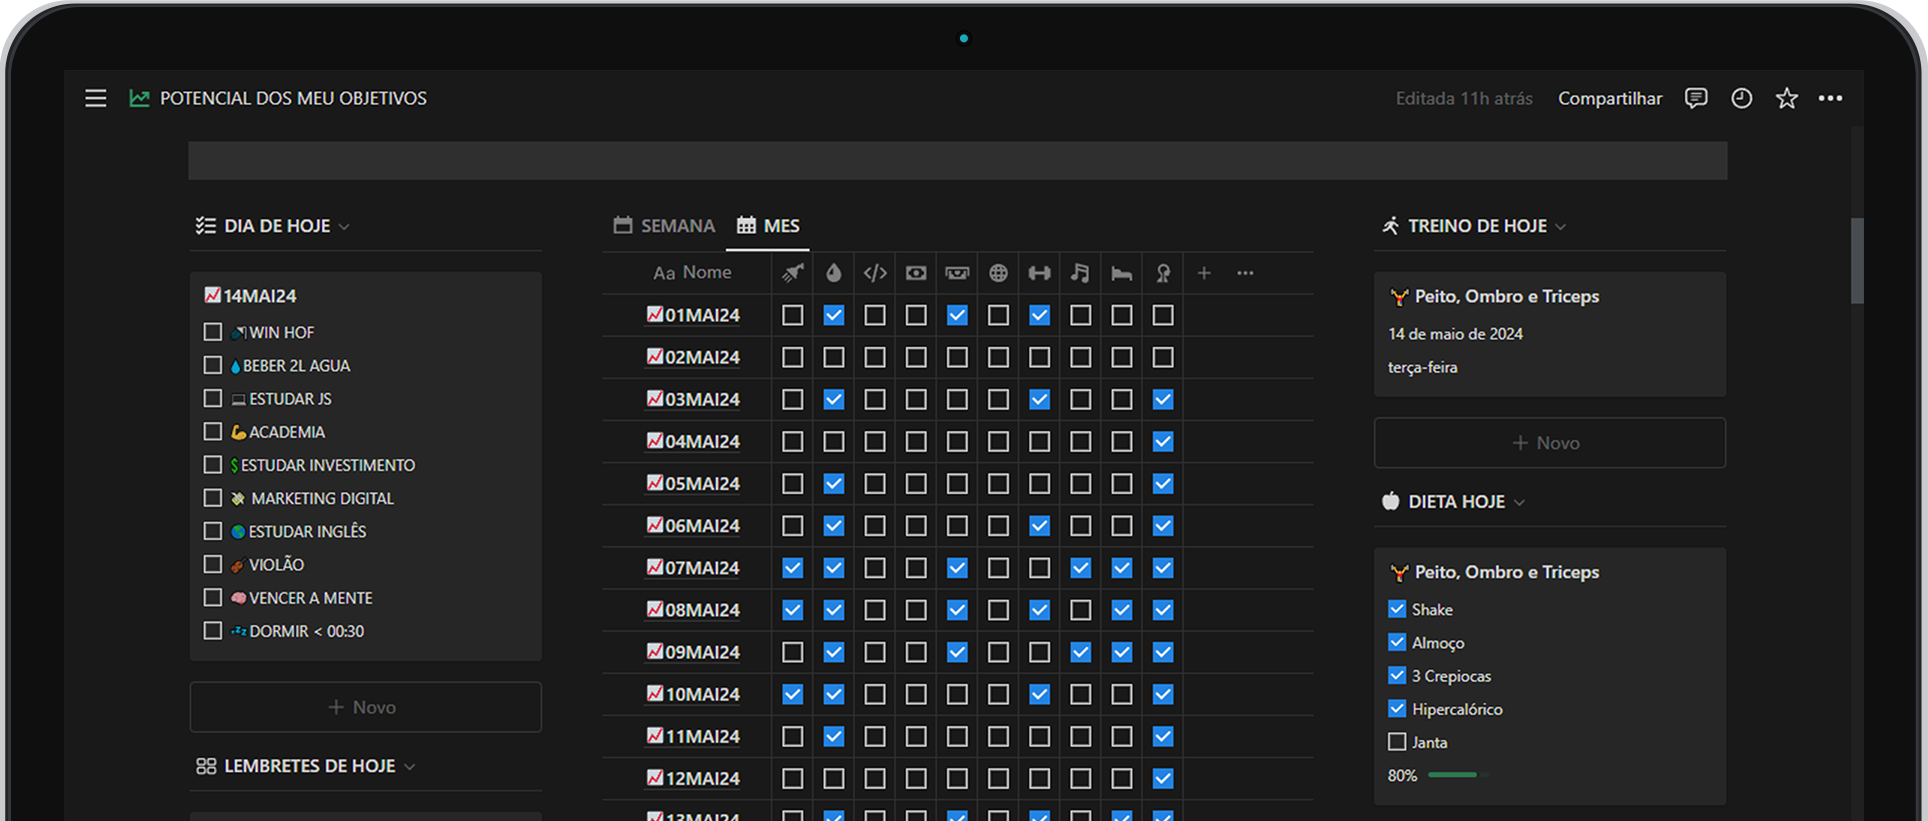 POTENCIAL DOS MEU OBJETIVOS
Editada 11h atrás
Compartilhar
DIA DE HOJE
14MAI24
WIN HOF
BEBER 2L AGUA
ESTUDAR JS
ACADEMIA
ESTUDAR INVESTIMENTO
MARKETING DIGITAL
ESTUDAR INGLÊS
VIOLÃO
VENCER A MENTE
DORMIR < 00:30
+ Novo
LEMBRETES DE HOJE
SEMANA
MES
Aa Nome
01MAI24
02MAI24
03MAI24
04MAI24
05MAI24
06MAI24
07MAI24
08MAI24
09MAI24
10MAI24
11MAI24
12MAI24
13MAI24
TREINO DE HOJE
Peito, Ombro e Triceps
14 de maio de 2024
terça-feira
+ Novo
DIETA HOJE
Peito, Ombro e Triceps
Shake
Almoço
3 Crepiocas
Hipercalórico
Janta
80%